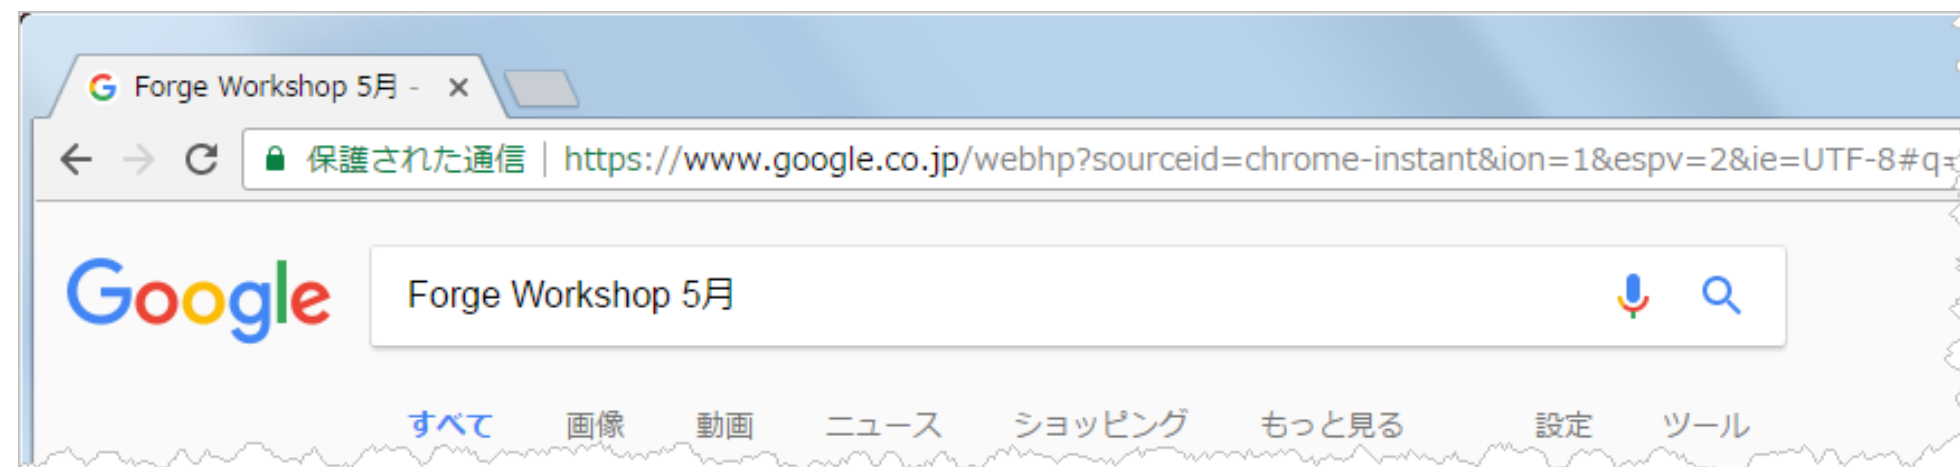 Forge Workshop 5月 -
保護された通信 | https://www.google.co.jp/webhp?sourceid=chrome-instant&ion=1&espv=2&ie=UTF-8#q=
Google Forge Workshop 5月
すべて 画像 動画 ニュース ショッピング もっと見る 設定 ツール